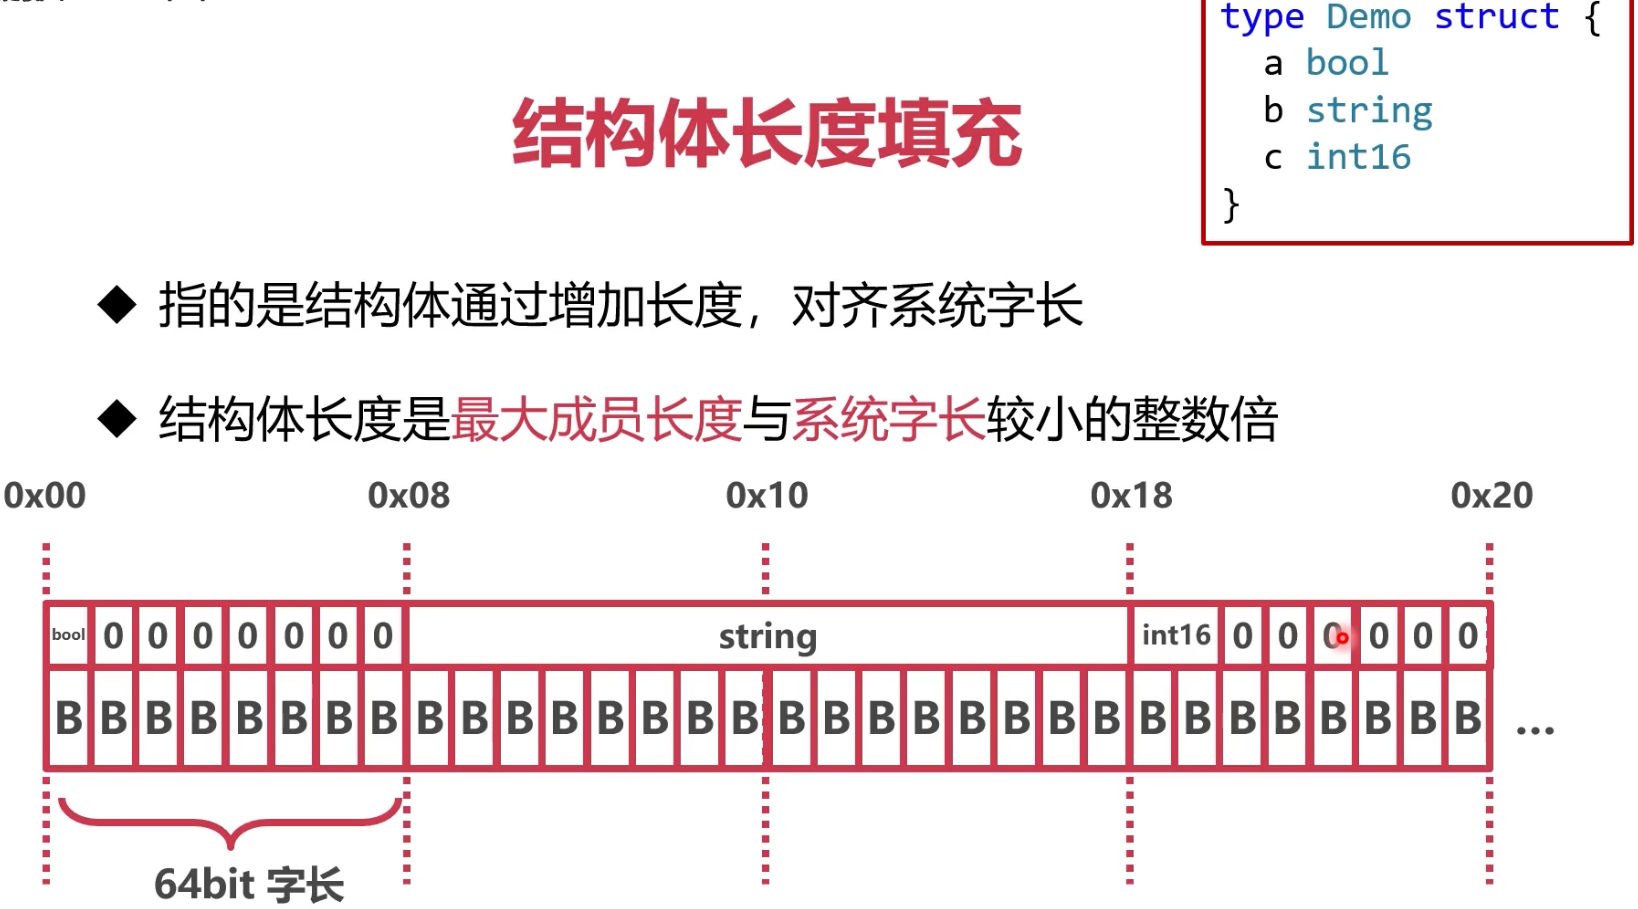 type Demo struct {
a bool
b string
c int16
}
结构体长度填充
◆ 指的是结构体通过增加长度，对齐系统字长
◆ 结构体长度是最大成员长度与系统字长较小的整数倍
0x00 0x08 0x10 0x18 0x20
bool 0 0 0 0 0 0 0 string int16 0 0 0 0 0 0
B B B B B B B B B B B B B B B B B B B B B B B B B B B B B B B B ...
64bit 字长